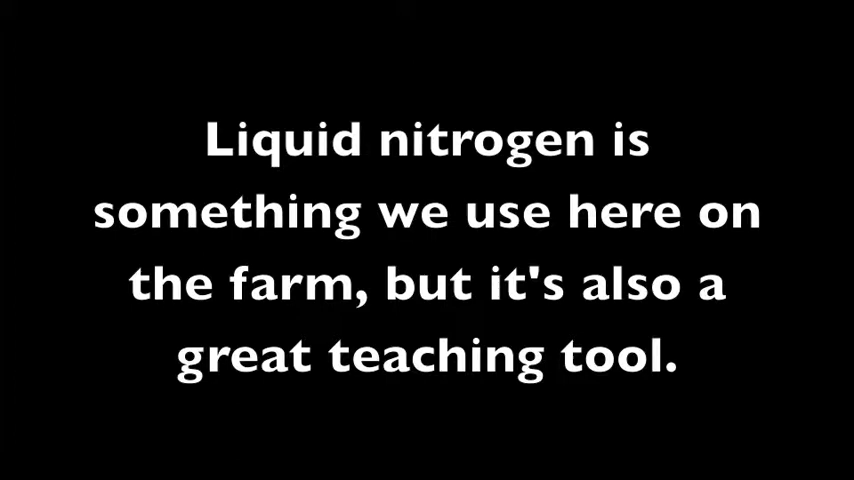 Liquid nitrogen is
something we use here on
the farm, but it's also a
great teaching tool.